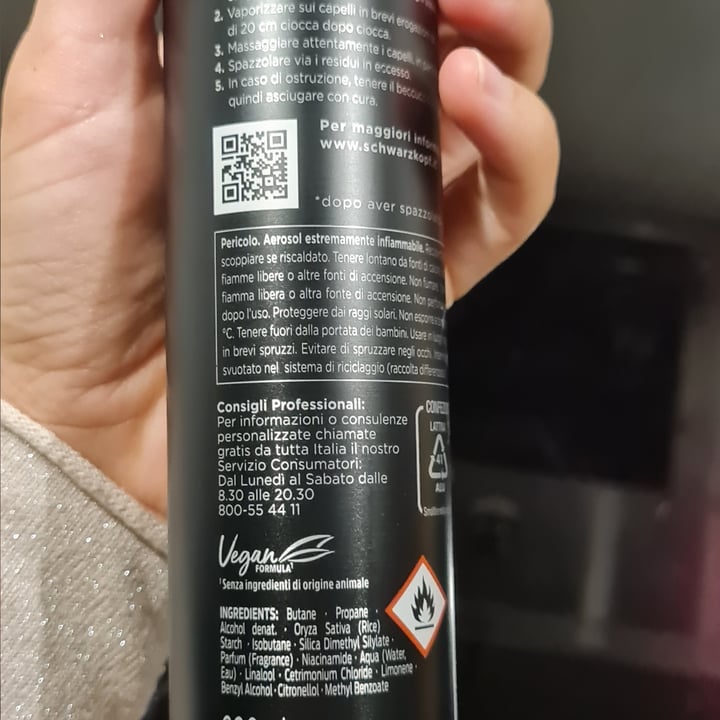 2. Vaporizzare sui capelli in brevi
di 20 cm ciocca dopo ciocca.
3. Massaggiare attentamente i capelli,
4. Spazzolare via i residui in eccesso.
5. In caso di ostruzione, tenere il
quindi asciugare con cura.
Per maggiori
www.schwarzkopf.
*dopo aver
Pericolo. Aerosol estremamente infiammabile.
scoppiare se riscaldato. Tenere lontano da fonti di
fiamme libere o altre fonti di accensione. Non
fiamma libera o altra fonte di accensione. Non
dopo l'uso. Proteggere dai raggi solari. Non
°C. Tenere fuori dalla portata dei bambini. Usare
in brevi spruzzi. Evitare di spruzzare negli occhi.
svuotato nel sistema di riciclaggio (raccolta
Consigli Professionali:
Per informazioni o consulenze
personalizzate chiamate
gratis da tutta Italia il nostro
Servizio Consumatori:
Dal Lunedì al Sabato dalle
8.30 alle 20.30
800-55 44 11
41
Vegan
FORMULA¹
¹Senza ingredienti di origine animale
INGREDIENTS: Butane · Propane ·
Alcohol denat. · Oryza Sativa (Rice)
Starch · Isobutane · Silica Dimethyl Silylate ·
Parfum (Fragrance) · Niacinamide · Aqua (Water,
Eau) · Linalool · Cetrimonium Chloride · Limonene ·
Benzyl Alcohol · Citronellol · Methyl Benzoate